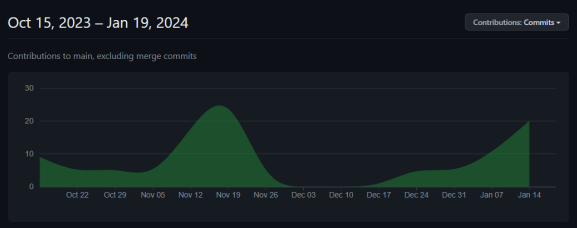 Oct 15, 2023 – Jan 19, 2024
Contributions: Commits
Contributions to main, excluding merge commits
30
20
10
0
Oct 22 Oct 29 Nov 05 Nov 12 Nov 19 Nov 26 Dec 03 Dec 10 Dec 17 Dec 24 Dec 31 Jan 07 Jan 14